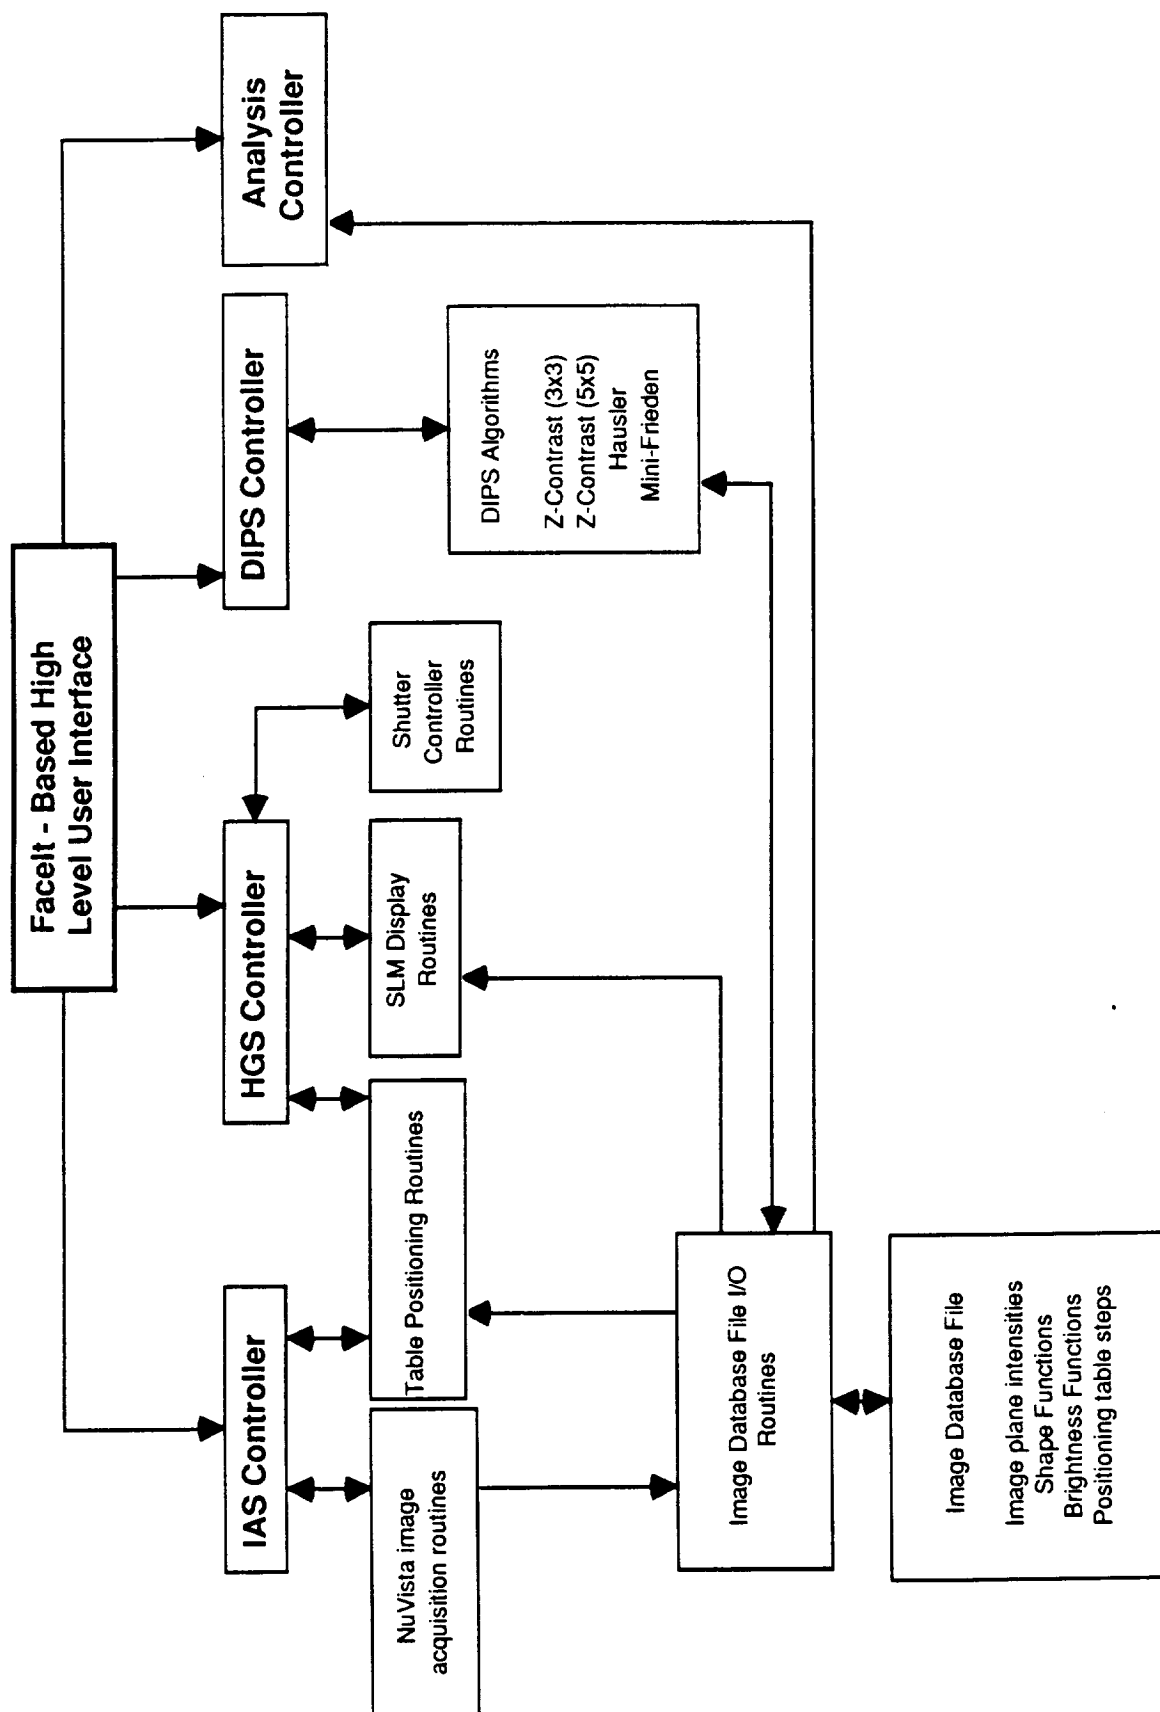 FaceIt - Based High
Level User Interface
IAS Controller
HGS Controller
DIPS Controller
Analysis
Controller
NuVista image
acquisition routines
Table Positioning Routines
SLM Display
Routines
Shutter
Controller
Routines
DIPS Algorithms
Z-Contrast (3x3)
Z-Contrast (5x5)
Hausler
Mini-Frieden
Image Database File I/O
Routines
Image Database File
Image plane intensities
Shape Functions
Brightness Functions
Positioning table steps